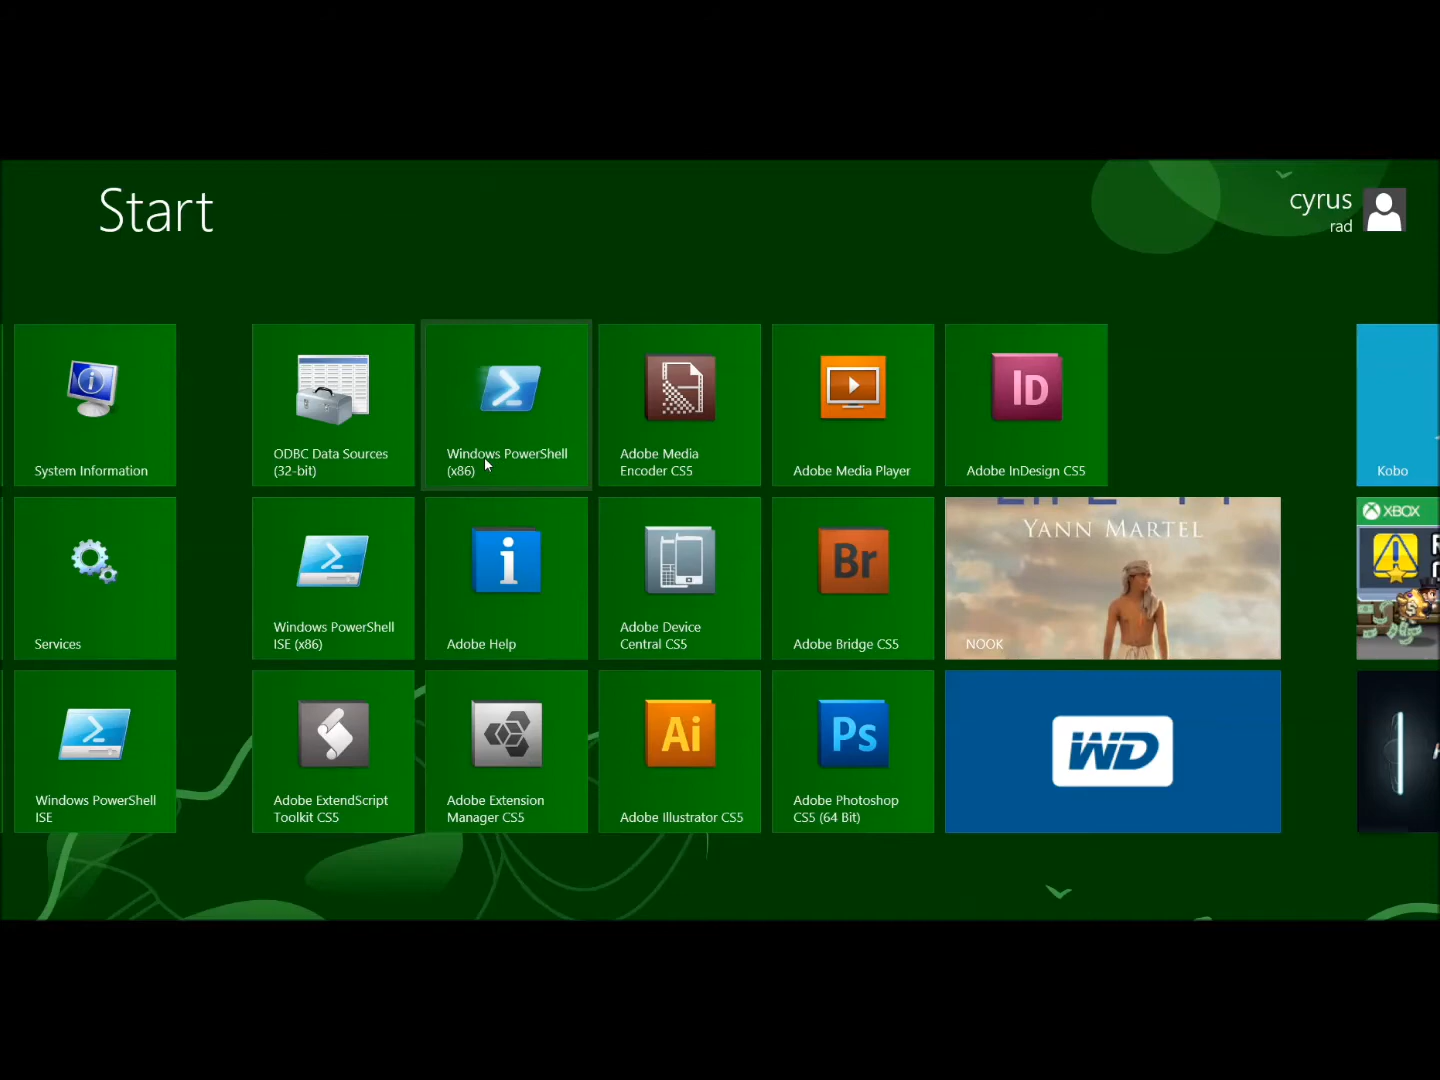 Start
cyrus
rad
System Information
ODBC Data Sources
(32-bit)
Windows PowerShell
(x86)
Adobe Media
Encoder CS5
Adobe Media Player
Id
Adobe InDesign CS5
Kobo
Services
Windows PowerShell
ISE (x86)
Adobe Help
Adobe Device
Central CS5
Br
Adobe Bridge CS5
YANN MARTEL
NOOK
XBOX
Windows PowerShell
ISE
Adobe ExtendScript
Toolkit CS5
Adobe Extension
Manager CS5
Ai
Adobe Illustrator CS5
Ps
Adobe Photoshop
CS5 (64 Bit)
WD